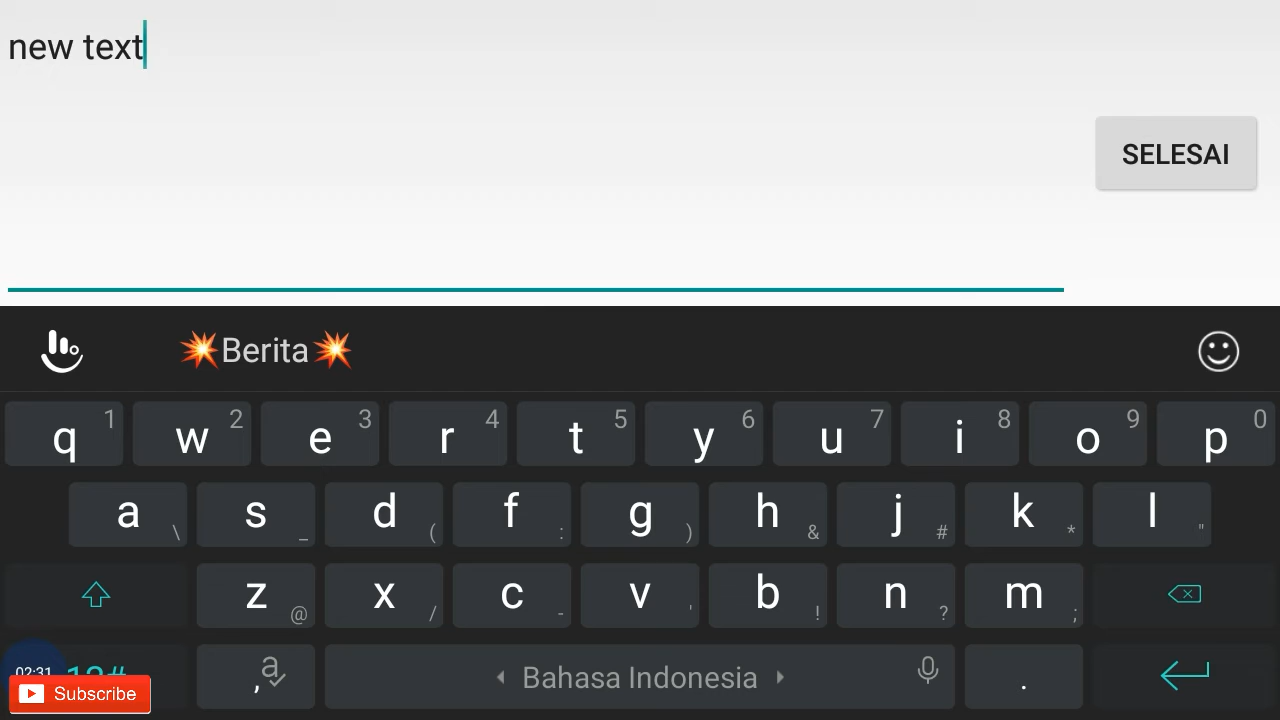 new text
SELESAI
💥Berita💥
q 1 w 2 e 3 r 4 t 5 y 6 u 7 i 8 o 9 p 0
a \ s _ d ( f : g ) h & j # k * l "
z @ x / c - v ' b ! n ? m ;
02:31 12#
, a Bahasa Indonesia .
Subscribe